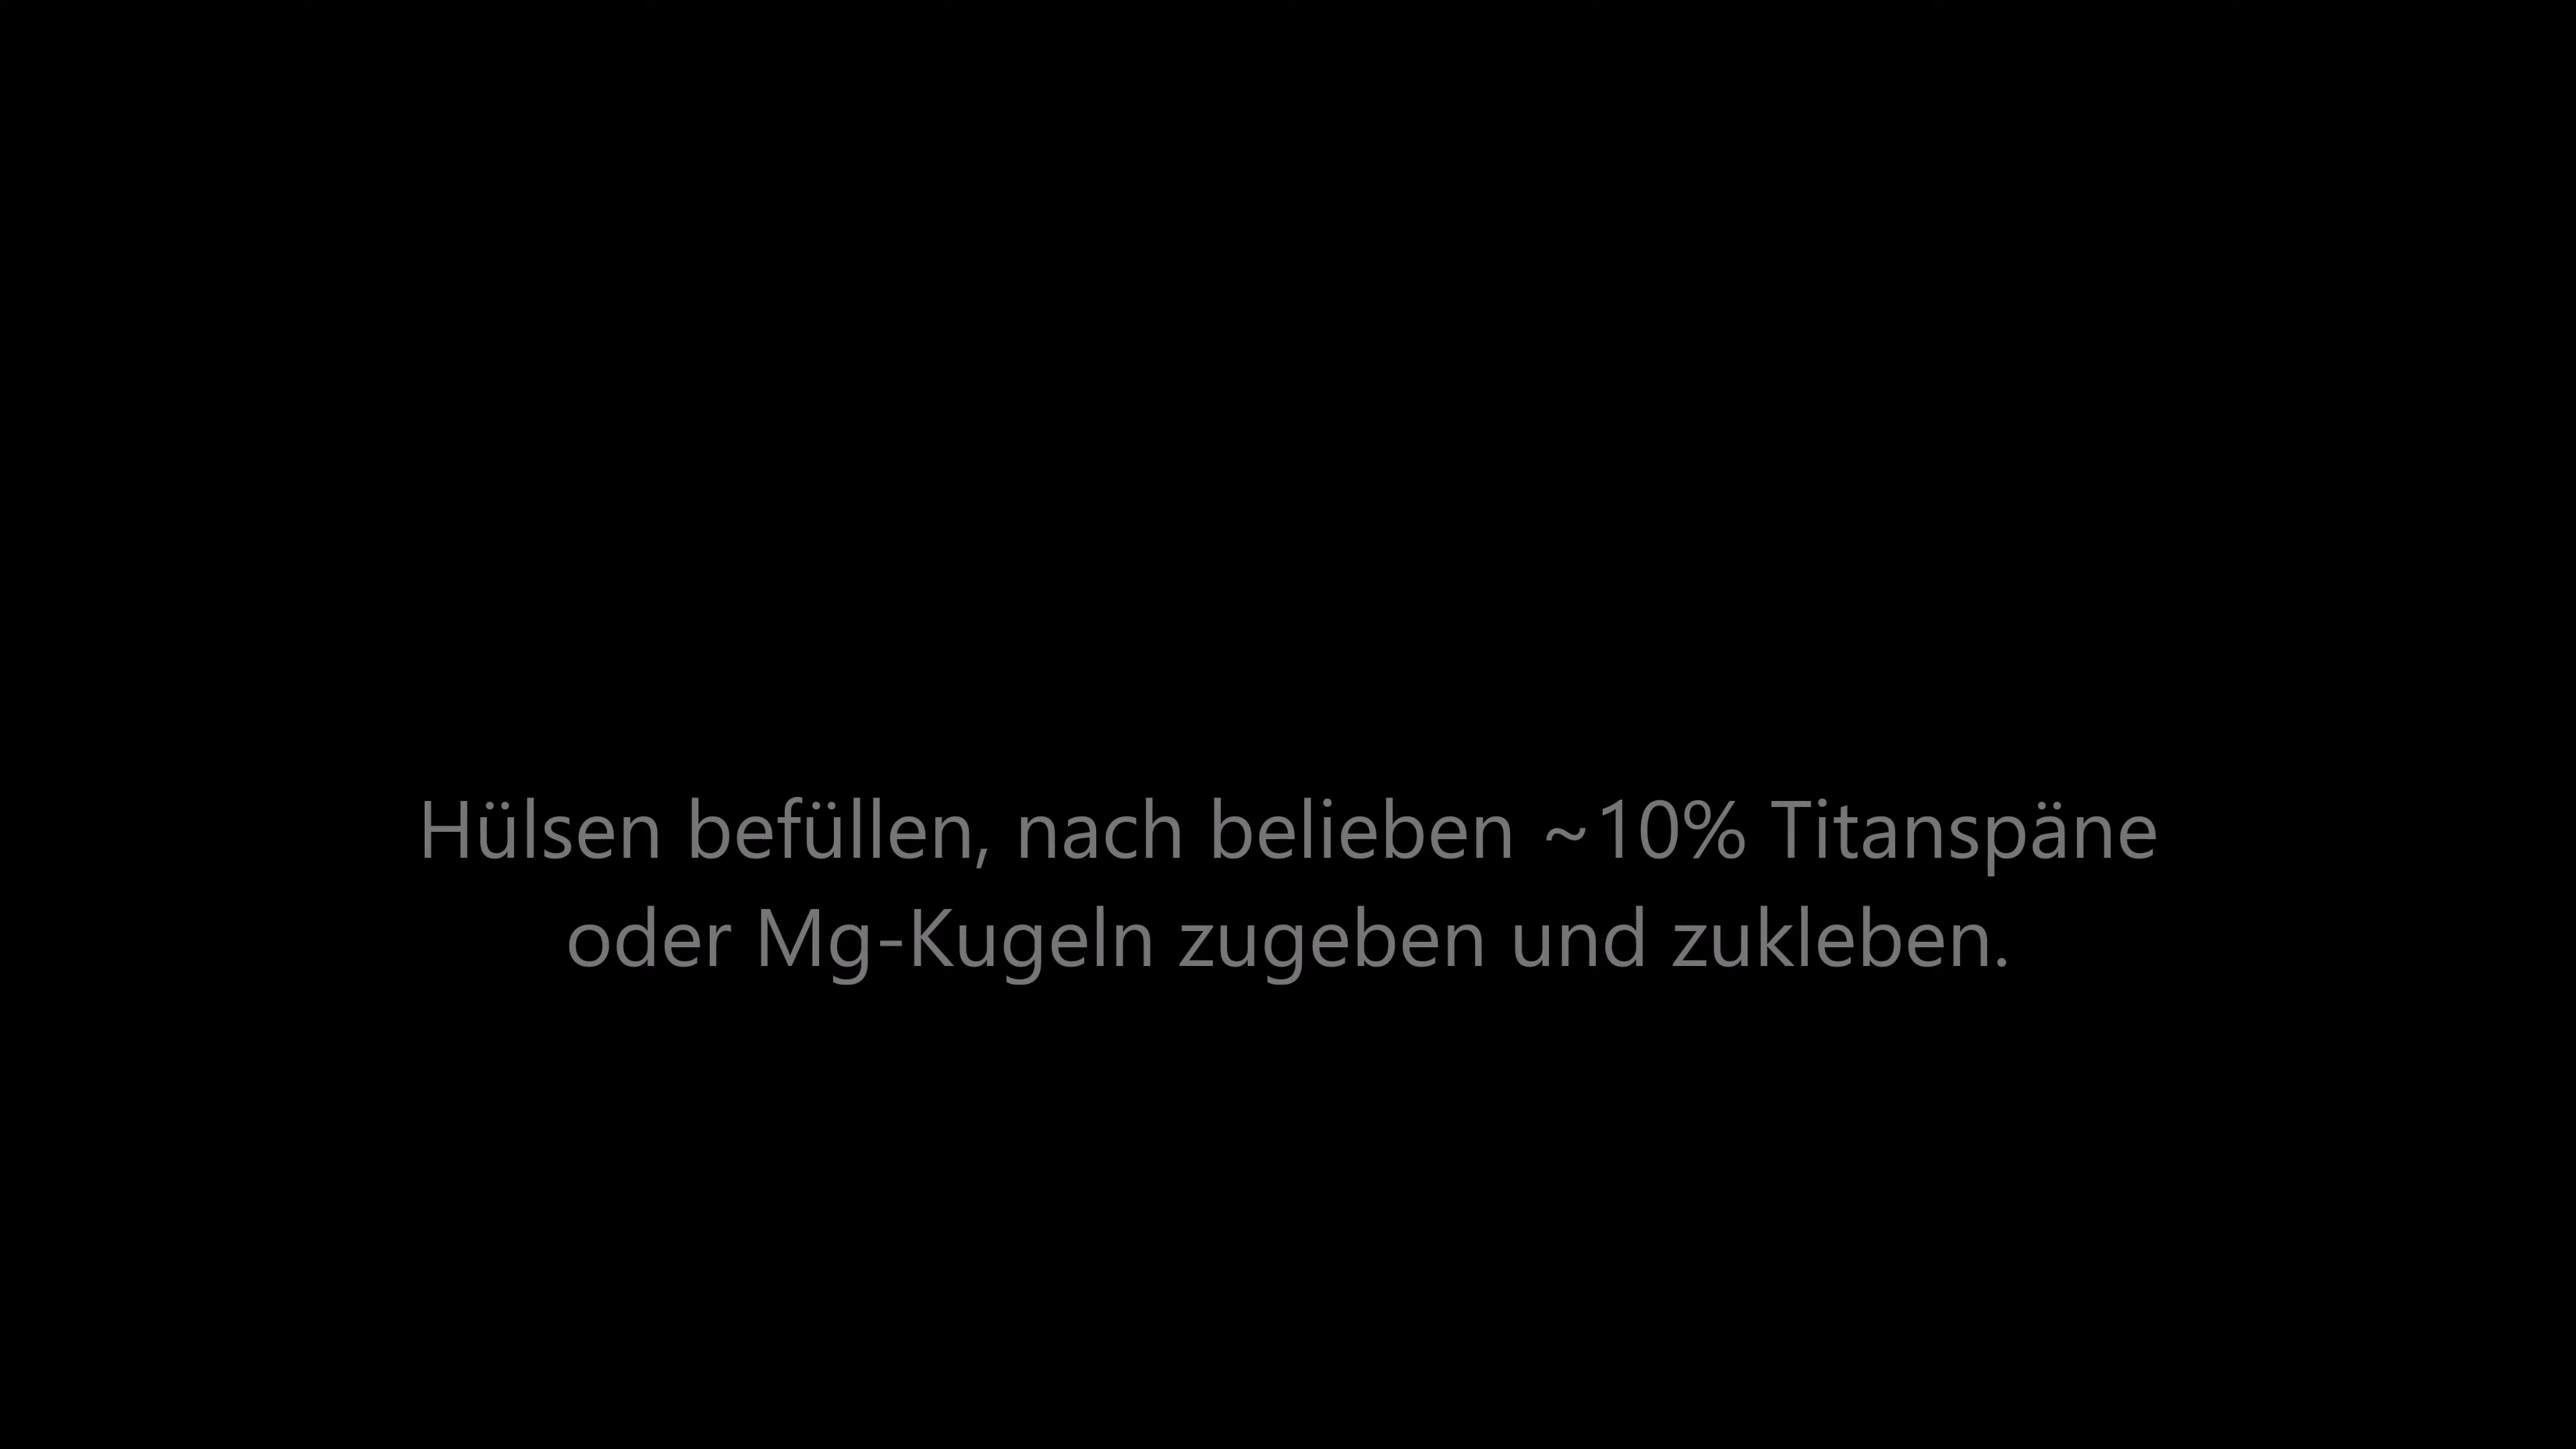 Hülsen befüllen, nach belieben ~10% Titanspäne
oder Mg-Kugeln zugeben und zukleben.